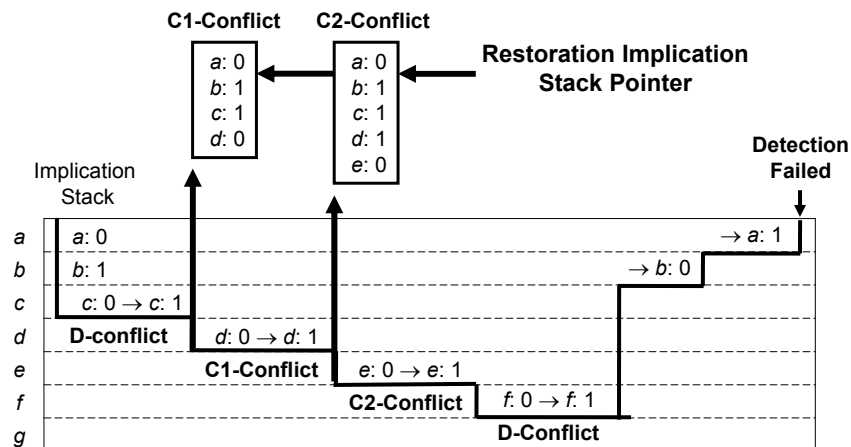 C1-Conflict C2-Conflict
a: 0
b: 1
c: 1
d: 0
a: 0
b: 1
c: 1
d: 1
e: 0
Restoration Implication
Stack Pointer
Detection
Failed
Implication
Stack
a a: 0 → a: 1
b b: 1 → b: 0
c c: 0 → c: 1
D-conflict
d d: 0 → d: 1
C1-Conflict
e e: 0 → e: 1
C2-Conflict
f f: 0 → f: 1
D-Conflict
g